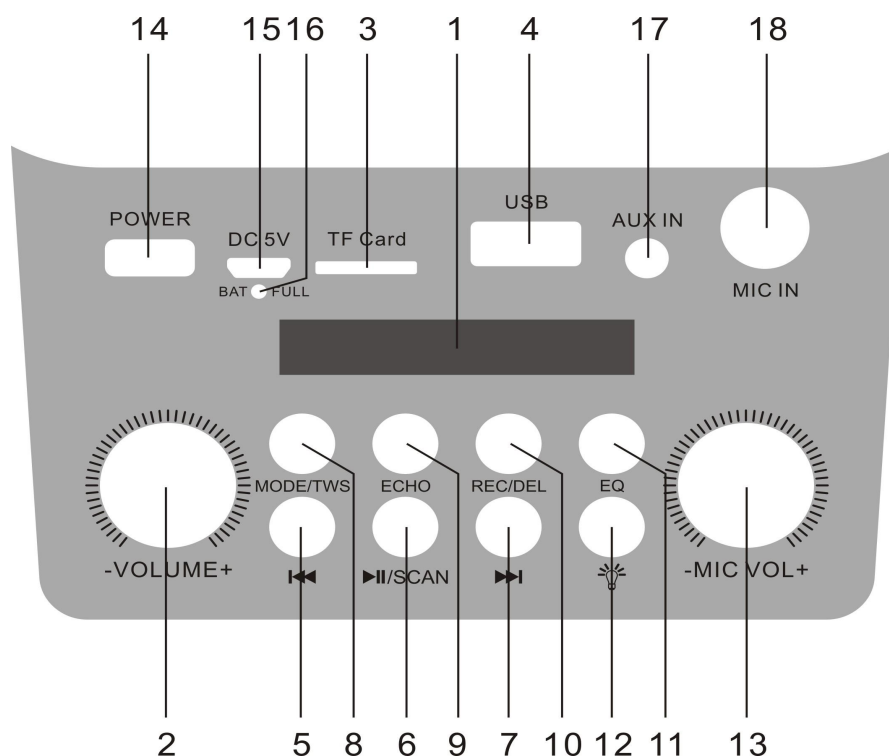 14 15 16 3 1 4 17 18
USB
POWER AUX IN
DC 5V TF Card
BAT FULL MIC IN
MODE/TWS ECHO REC/DEL EQ
-VOLUME+ /SCAN -MIC VOL+
2 5 8 6 9 7 10 12 11 13